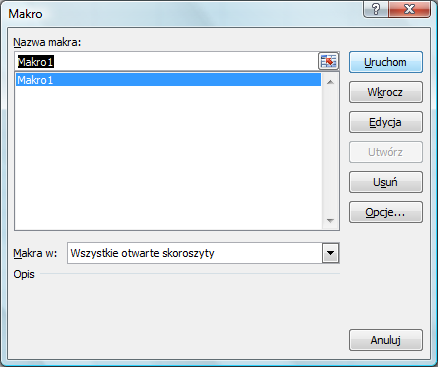 Makro
Nazwa makra:
Makro1
Makro1
Uruchom
Wkrocz
Edycja
Utwórz
Usuń
Opcje...
Makra w:
Wszystkie otwarte skoroszyty
Opis
Anuluj